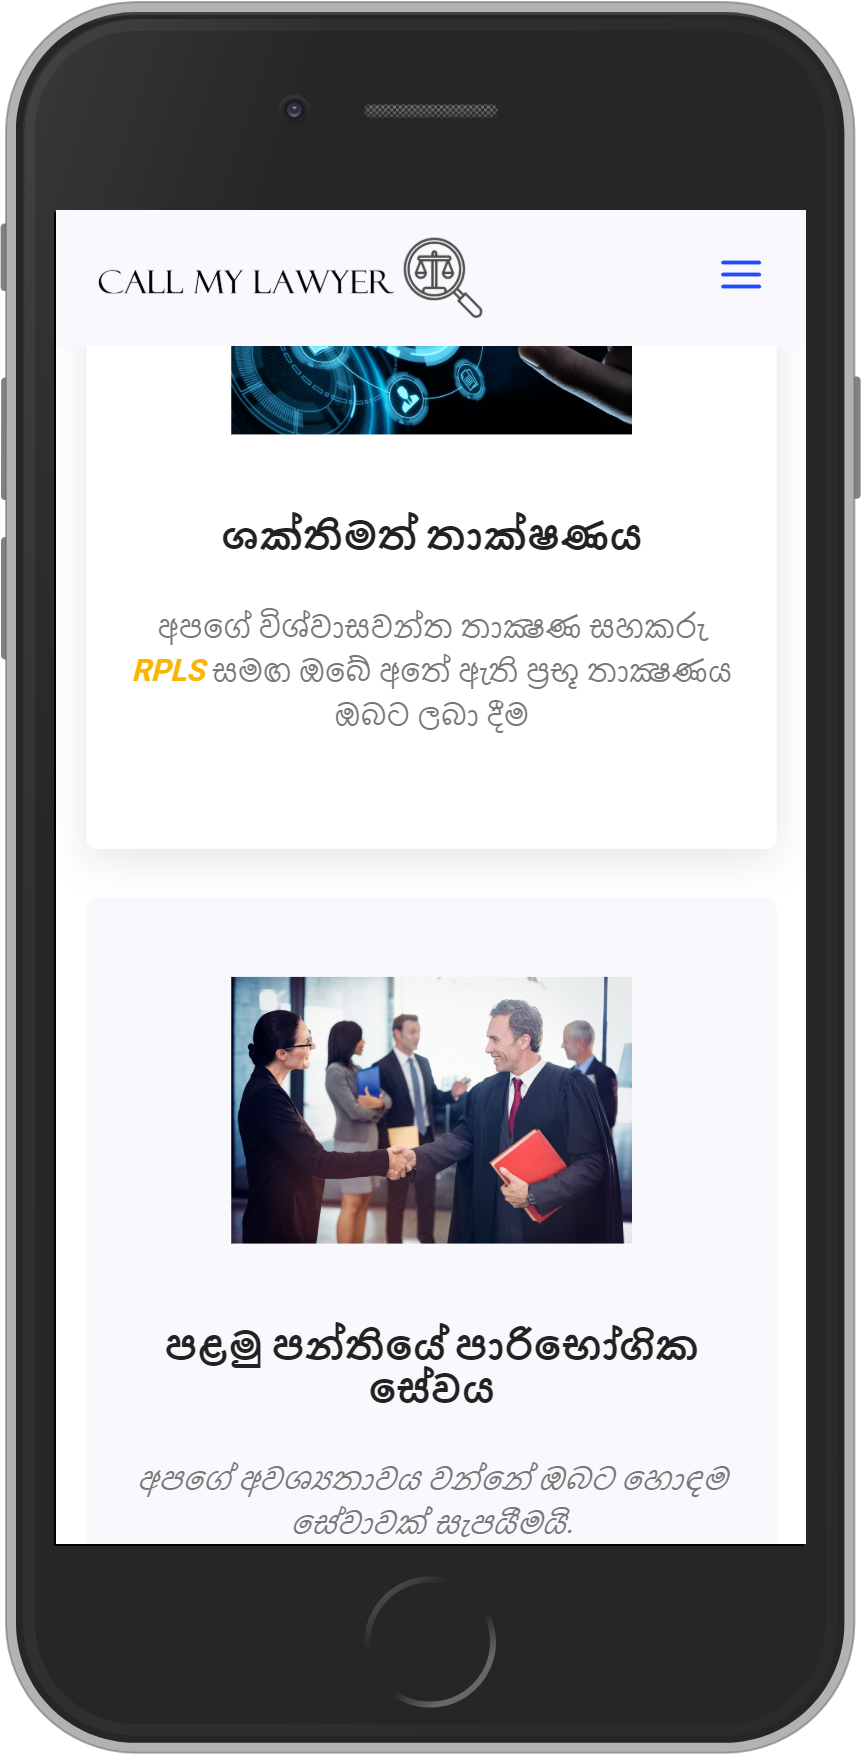 CALL MY LAWYER
ශක්තිමත් තාක්ෂණය
අපගේ විශ්වාසවන්ත තාක්‍ෂණ සහකරු
RPLS සමඟ ඔබේ අතේ ඇති ප්‍රභූ තාක්‍ෂණය
ඔබට ලබා දීම
පළමු පන්තියේ පාරිභෝගික
සේවය
අපගේ අවශ්‍යතාවය වන්නේ ඔබට හොඳම
සේවාවක් සැපයීමයි.